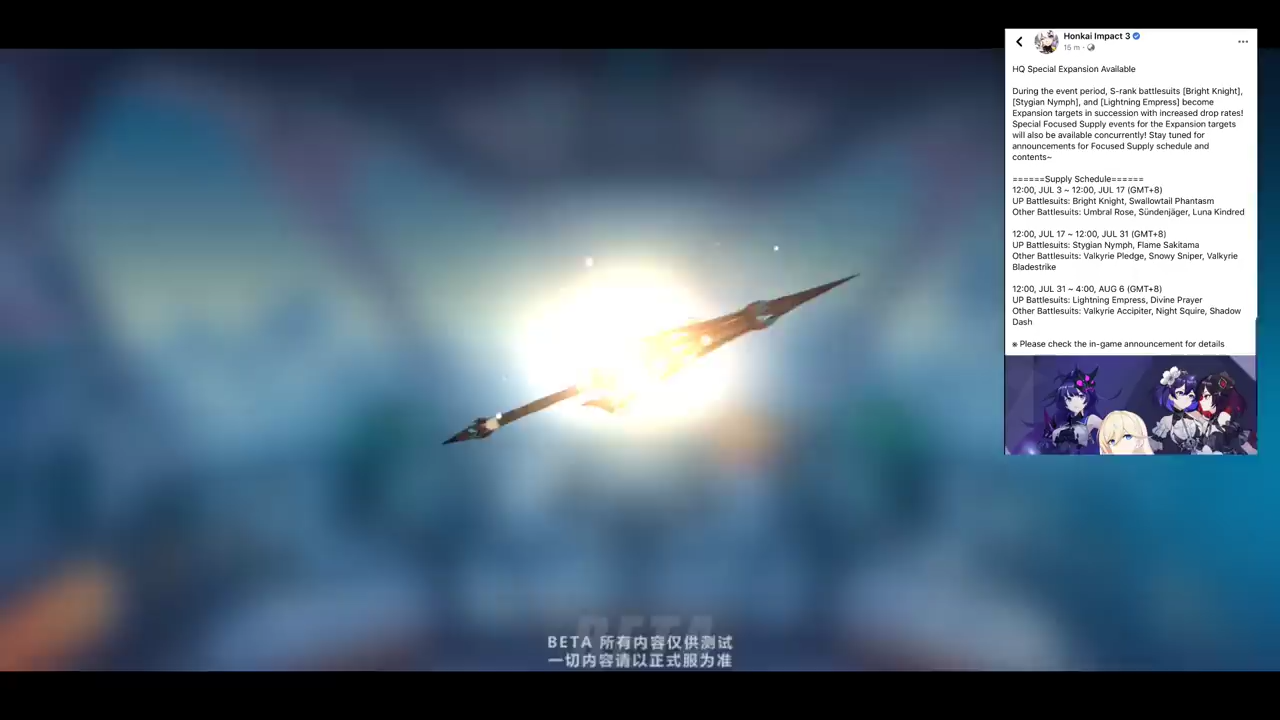 Honkai Impact 3
15 m
HQ Special Expansion Available
During the event period, S-rank battlesuits [Bright Knight],
[Stygian Nymph], and [Lightning Empress] become
Expansion targets in succession with increased drop rates!
Special Focused Supply events for the Expansion targets
will also be available concurrently! Stay tuned for
announcements for Focused Supply schedule and
contents~
======Supply Schedule======
12:00, JUL 3 ~ 12:00, JUL 17 (GMT+8)
UP Battlesuits: Bright Knight, Swallowtail Phantasm
Other Battlesuits: Umbral Rose, Sündenjäger, Luna Kindred
12:00, JUL 17 ~ 12:00, JUL 31 (GMT+8)
UP Battlesuits: Stygian Nymph, Flame Sakitama
Other Battlesuits: Valkyrie Pledge, Snowy Sniper, Valkyrie
Bladestrike
12:00, JUL 31 ~ 4:00, AUG 6 (GMT+8)
UP Battlesuits: Lightning Empress, Divine Prayer
Other Battlesuits: Valkyrie Accipiter, Night Squire, Shadow
Dash
※ Please check the in-game announcement for details
BETA
BETA 所有内容仅供测试
一切内容请以正式服为准